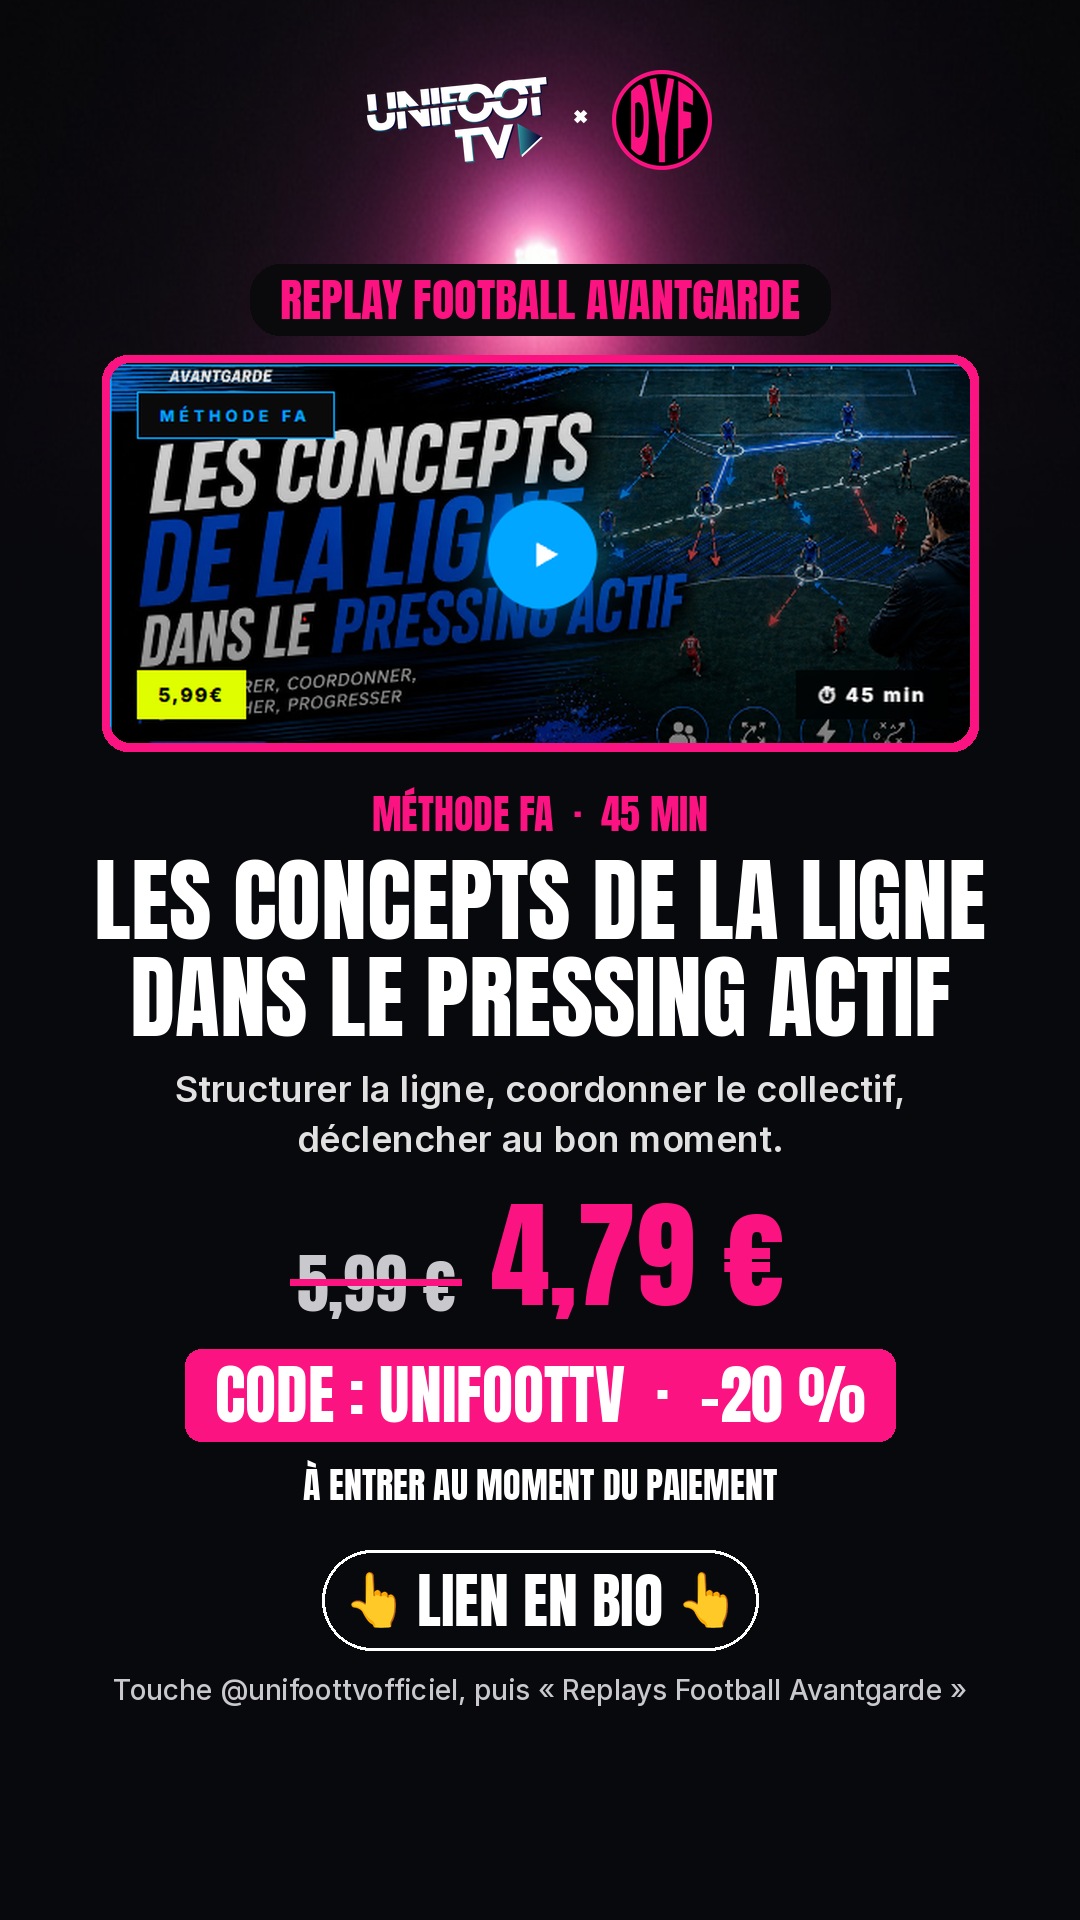 UNIFOOT
TV
×
DYF
REPLAY FOOTBALL AVANTGARDE
AVANTGARDE
MÉTHODE FA
LES CONCEPTS
DE LA LIGNE
DANS LE PRESSING ACTIF
RER, COORDONNER,
HER, PROGRESSER
5,99€
⏱ 45 min
MÉTHODE FA · 45 MIN
LES CONCEPTS DE LA LIGNE
DANS LE PRESSING ACTIF
Structurer la ligne, coordonner le collectif,
déclencher au bon moment.
5,99 € 4,79 €
CODE : UNIFOOTTV · -20 %
À ENTRER AU MOMENT DU PAIEMENT
👆 LIEN EN BIO 👆
Touche @unifoottvofficiel, puis « Replays Football Avantgarde »